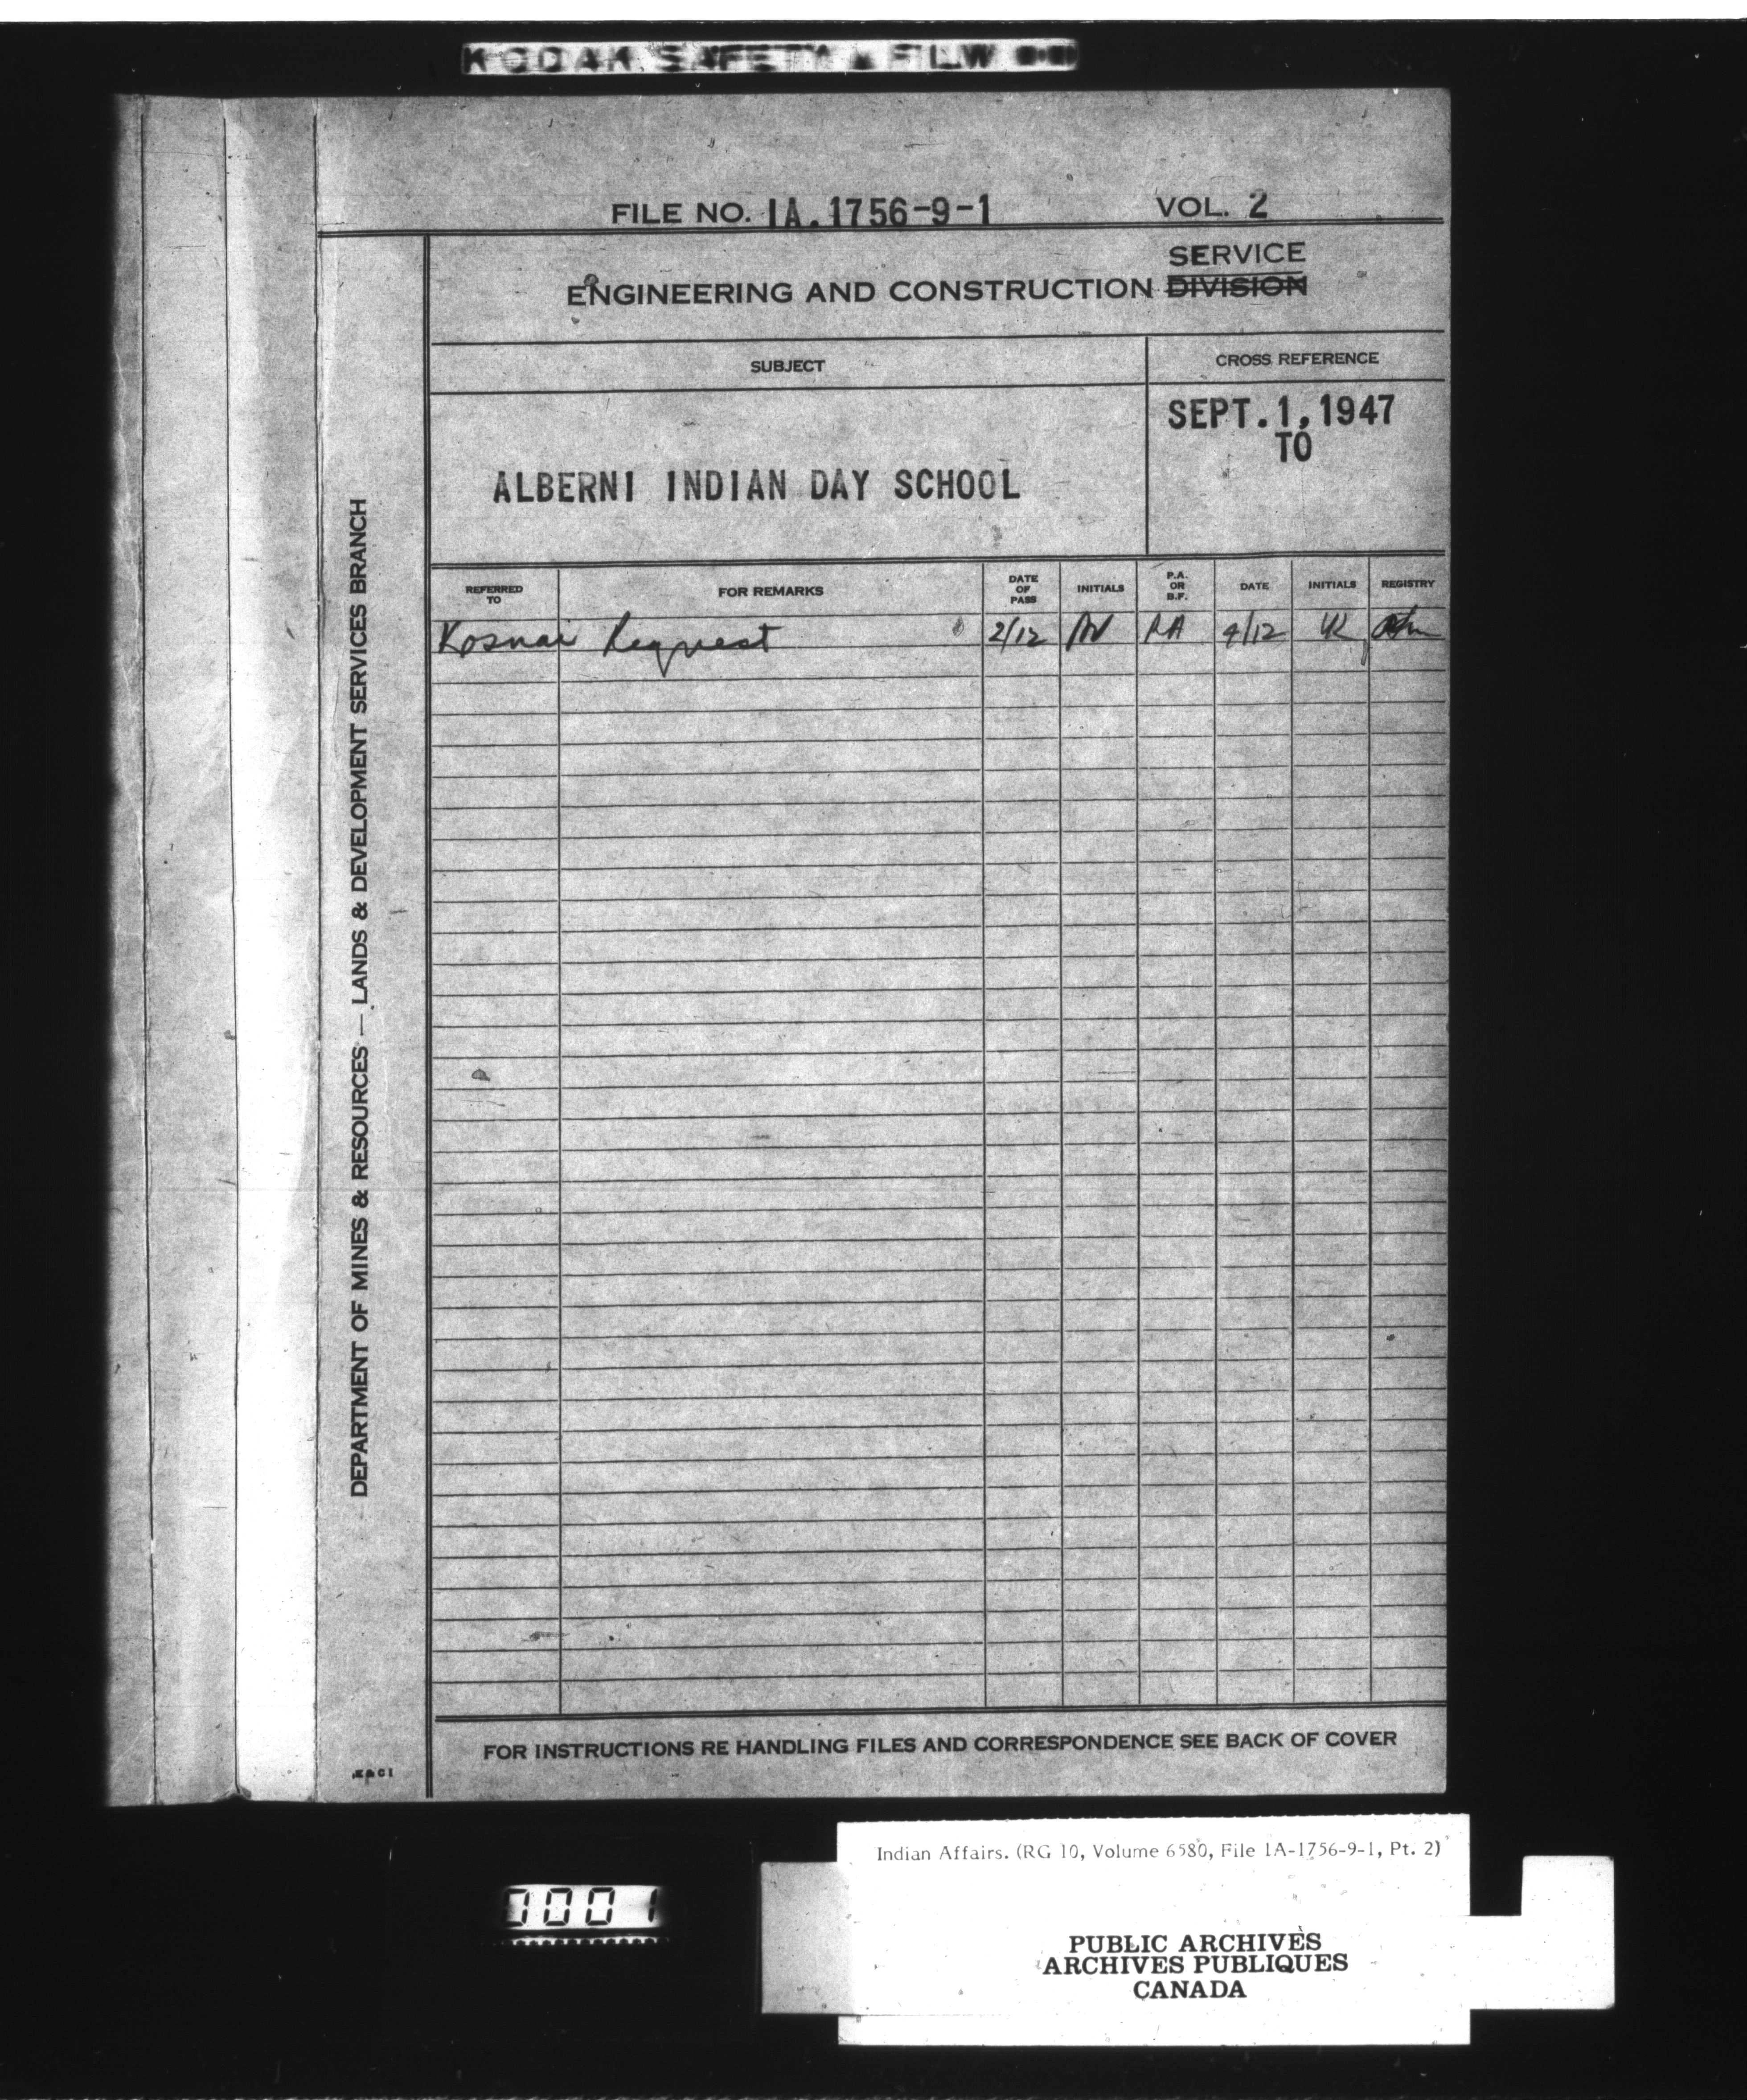 KODAK SAFETY FILM
FILE NO. 1A.1756-9-1 VOL. 2
SERVICE
ENGINEERING AND CONSTRUCTION DIVISION
SUBJECT
CROSS REFERENCE
SEPT.1,1947
TO
ALBERNI INDIAN DAY SCHOOL
REFERRED TO
FOR REMARKS
DATE OF PASS
INITIALS
P.A. OR B.F.
DATE
INITIALS
REGISTRY
Request 2/12 PA 9/12
DEPARTMENT OF MINES & RESOURCES — LANDS & DEVELOPMENT SERVICES BRANCH
FOR INSTRUCTIONS RE HANDLING FILES AND CORRESPONDENCE SEE BACK OF COVER
E&C1
Indian Affairs. (RG 10, Volume 6580, File 1A-1756-9-1, Pt. 2)
0001
PUBLIC ARCHIVES
ARCHIVES PUBLIQUES
CANADA